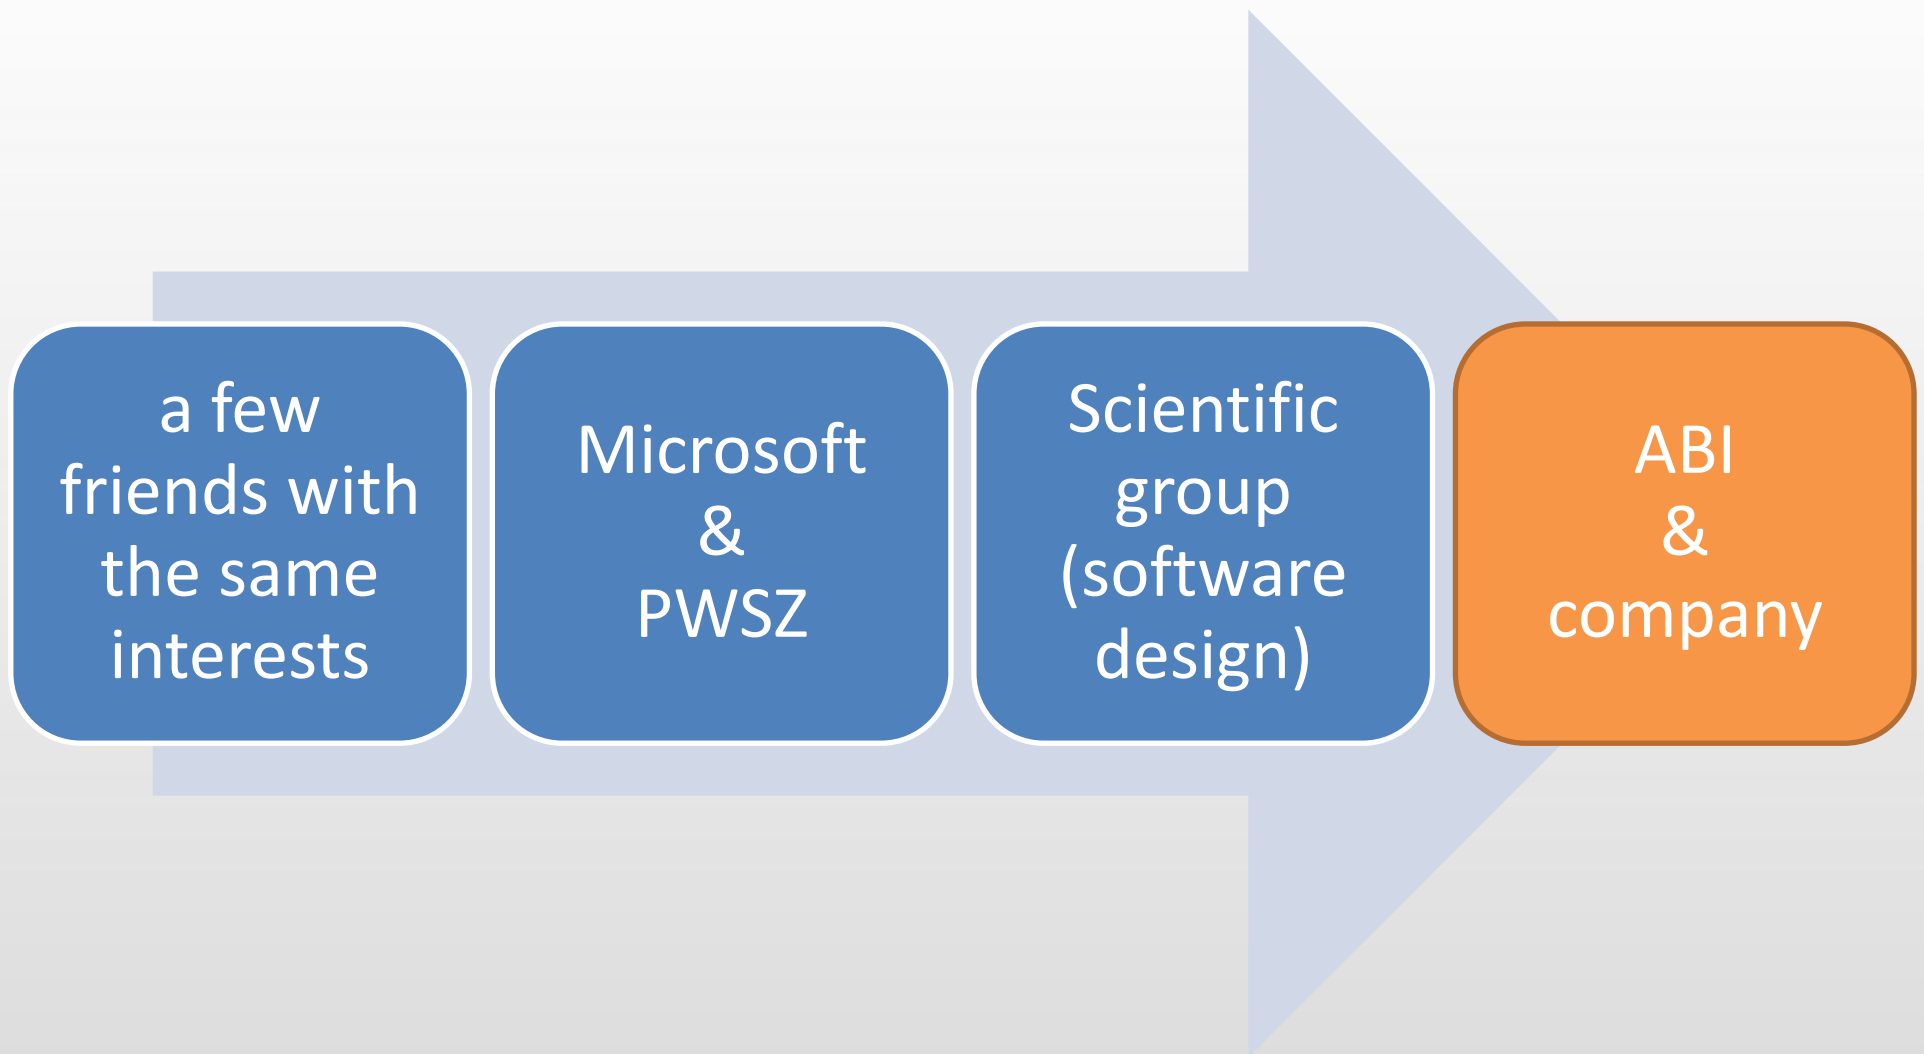 a few
friends with
the same
interests
Microsoft
&
PWSZ
Scientific
group
(software
design)
ABI
&
company